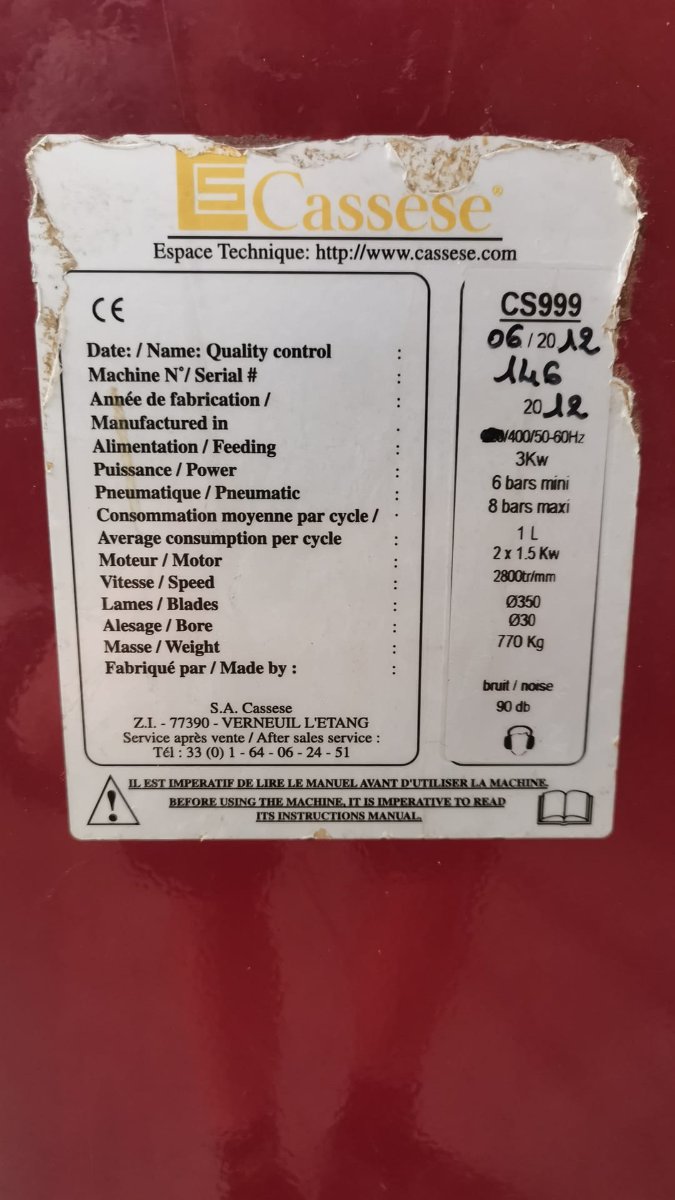 Cassese®
Espace Technique: http://www.cassese.com
CE
CS999
Date: / Name: Quality control : 06/2012
Machine N°/ Serial # : 146
Année de fabrication / : 2012
Manufactured in
Alimentation / Feeding : /400/50-60Hz
Puissance / Power : 3Kw
Pneumatique / Pneumatic : 6 bars mini
8 bars maxi
Consommation moyenne par cycle /
Average consumption per cycle : 1 L
Moteur / Motor : 2 x 1.5 Kw
Vitesse / Speed : 2800tr/mm
Lames / Blades : Ø350
Alesage / Bore : Ø30
Masse / Weight : 770 Kg
Fabriqué par / Made by : :
bruit / noise
90 db
S.A. Cassese
Z.I. - 77390 - VERNEUIL L'ETANG
Service après vente / After sales service :
Tél : 33 (0) 1 - 64 - 06 - 24 - 51
IL EST IMPERATIF DE LIRE LE MANUEL AVANT D'UTILISER LA MACHINE.
BEFORE USING THE MACHINE, IT IS IMPERATIVE TO READ
ITS INSTRUCTIONS MANUAL.